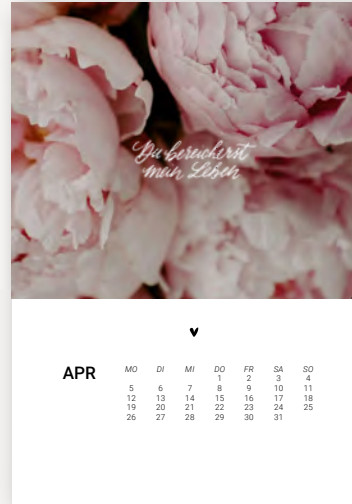 Du bereicherst
mein Leben
APR
MO DI MI DO FR SA SO
1 2 3 4
5 6 7 8 9 10 11
12 13 14 15 16 17 18
19 20 21 22 23 24 25
26 27 28 29 30 31